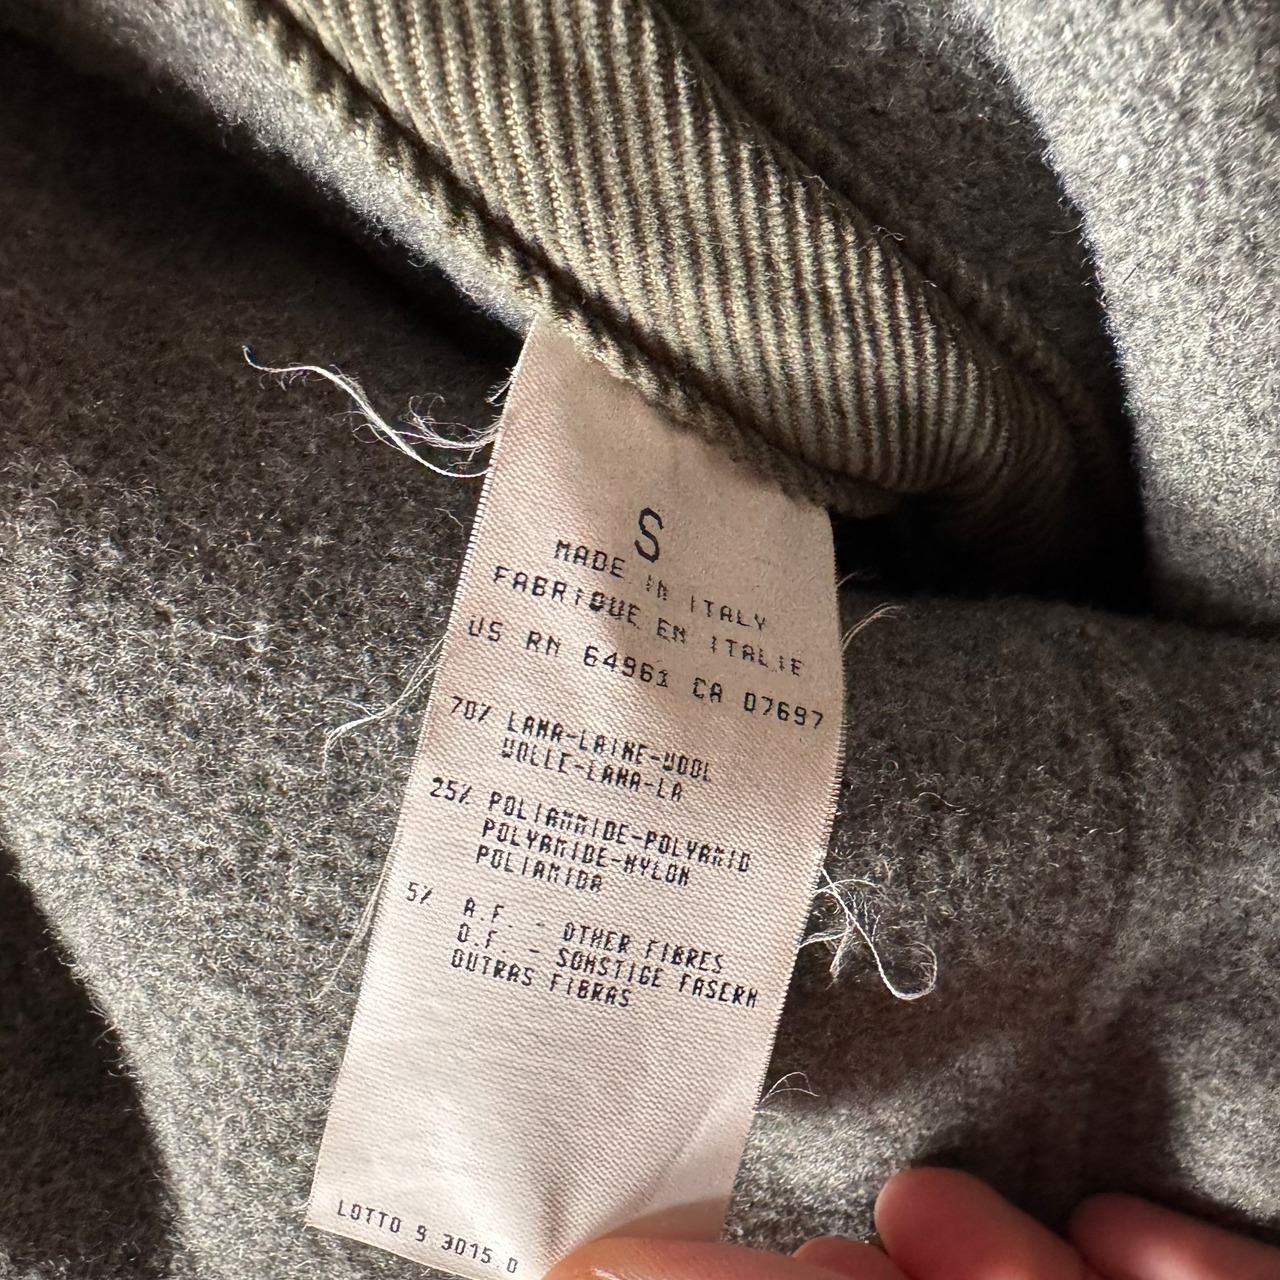 S
MADE IN ITALY
FABRIQUE EN ITALIE
US RN 64961 CA 07697
70% LANA-LAINE-WOOL
WOLLE-LANA-LA
25% POLIAMMIDE-POLYAMID
POLYAMIDE-NYLON
POLIAMIDA
5% A.F. - OTHER FIBRES
O.F. - SONSTIGE FASERN
OUTRAS FIBRAS
LOTTO 9 3015.0